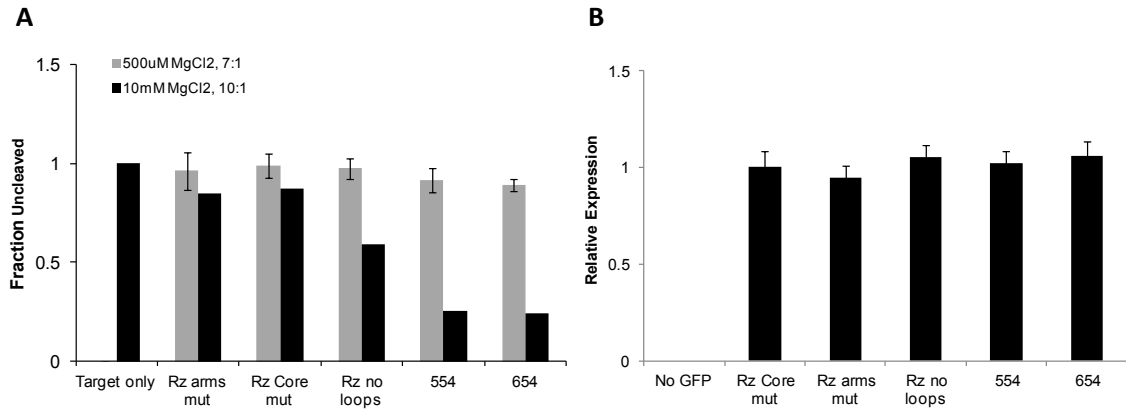 A
1.5
1
0.5
0
Fraction Uncleaved
500uM MgCl2, 7:1
10mM MgCl2, 10:1
Target only
Rz arms
mut
Rz Core
mut
Rz no
loops
554
654
B
1.5
1
0.5
0
Relative Expression
No GFP
Rz Core
mut
Rz arms
mut
Rz no
loops
554
654